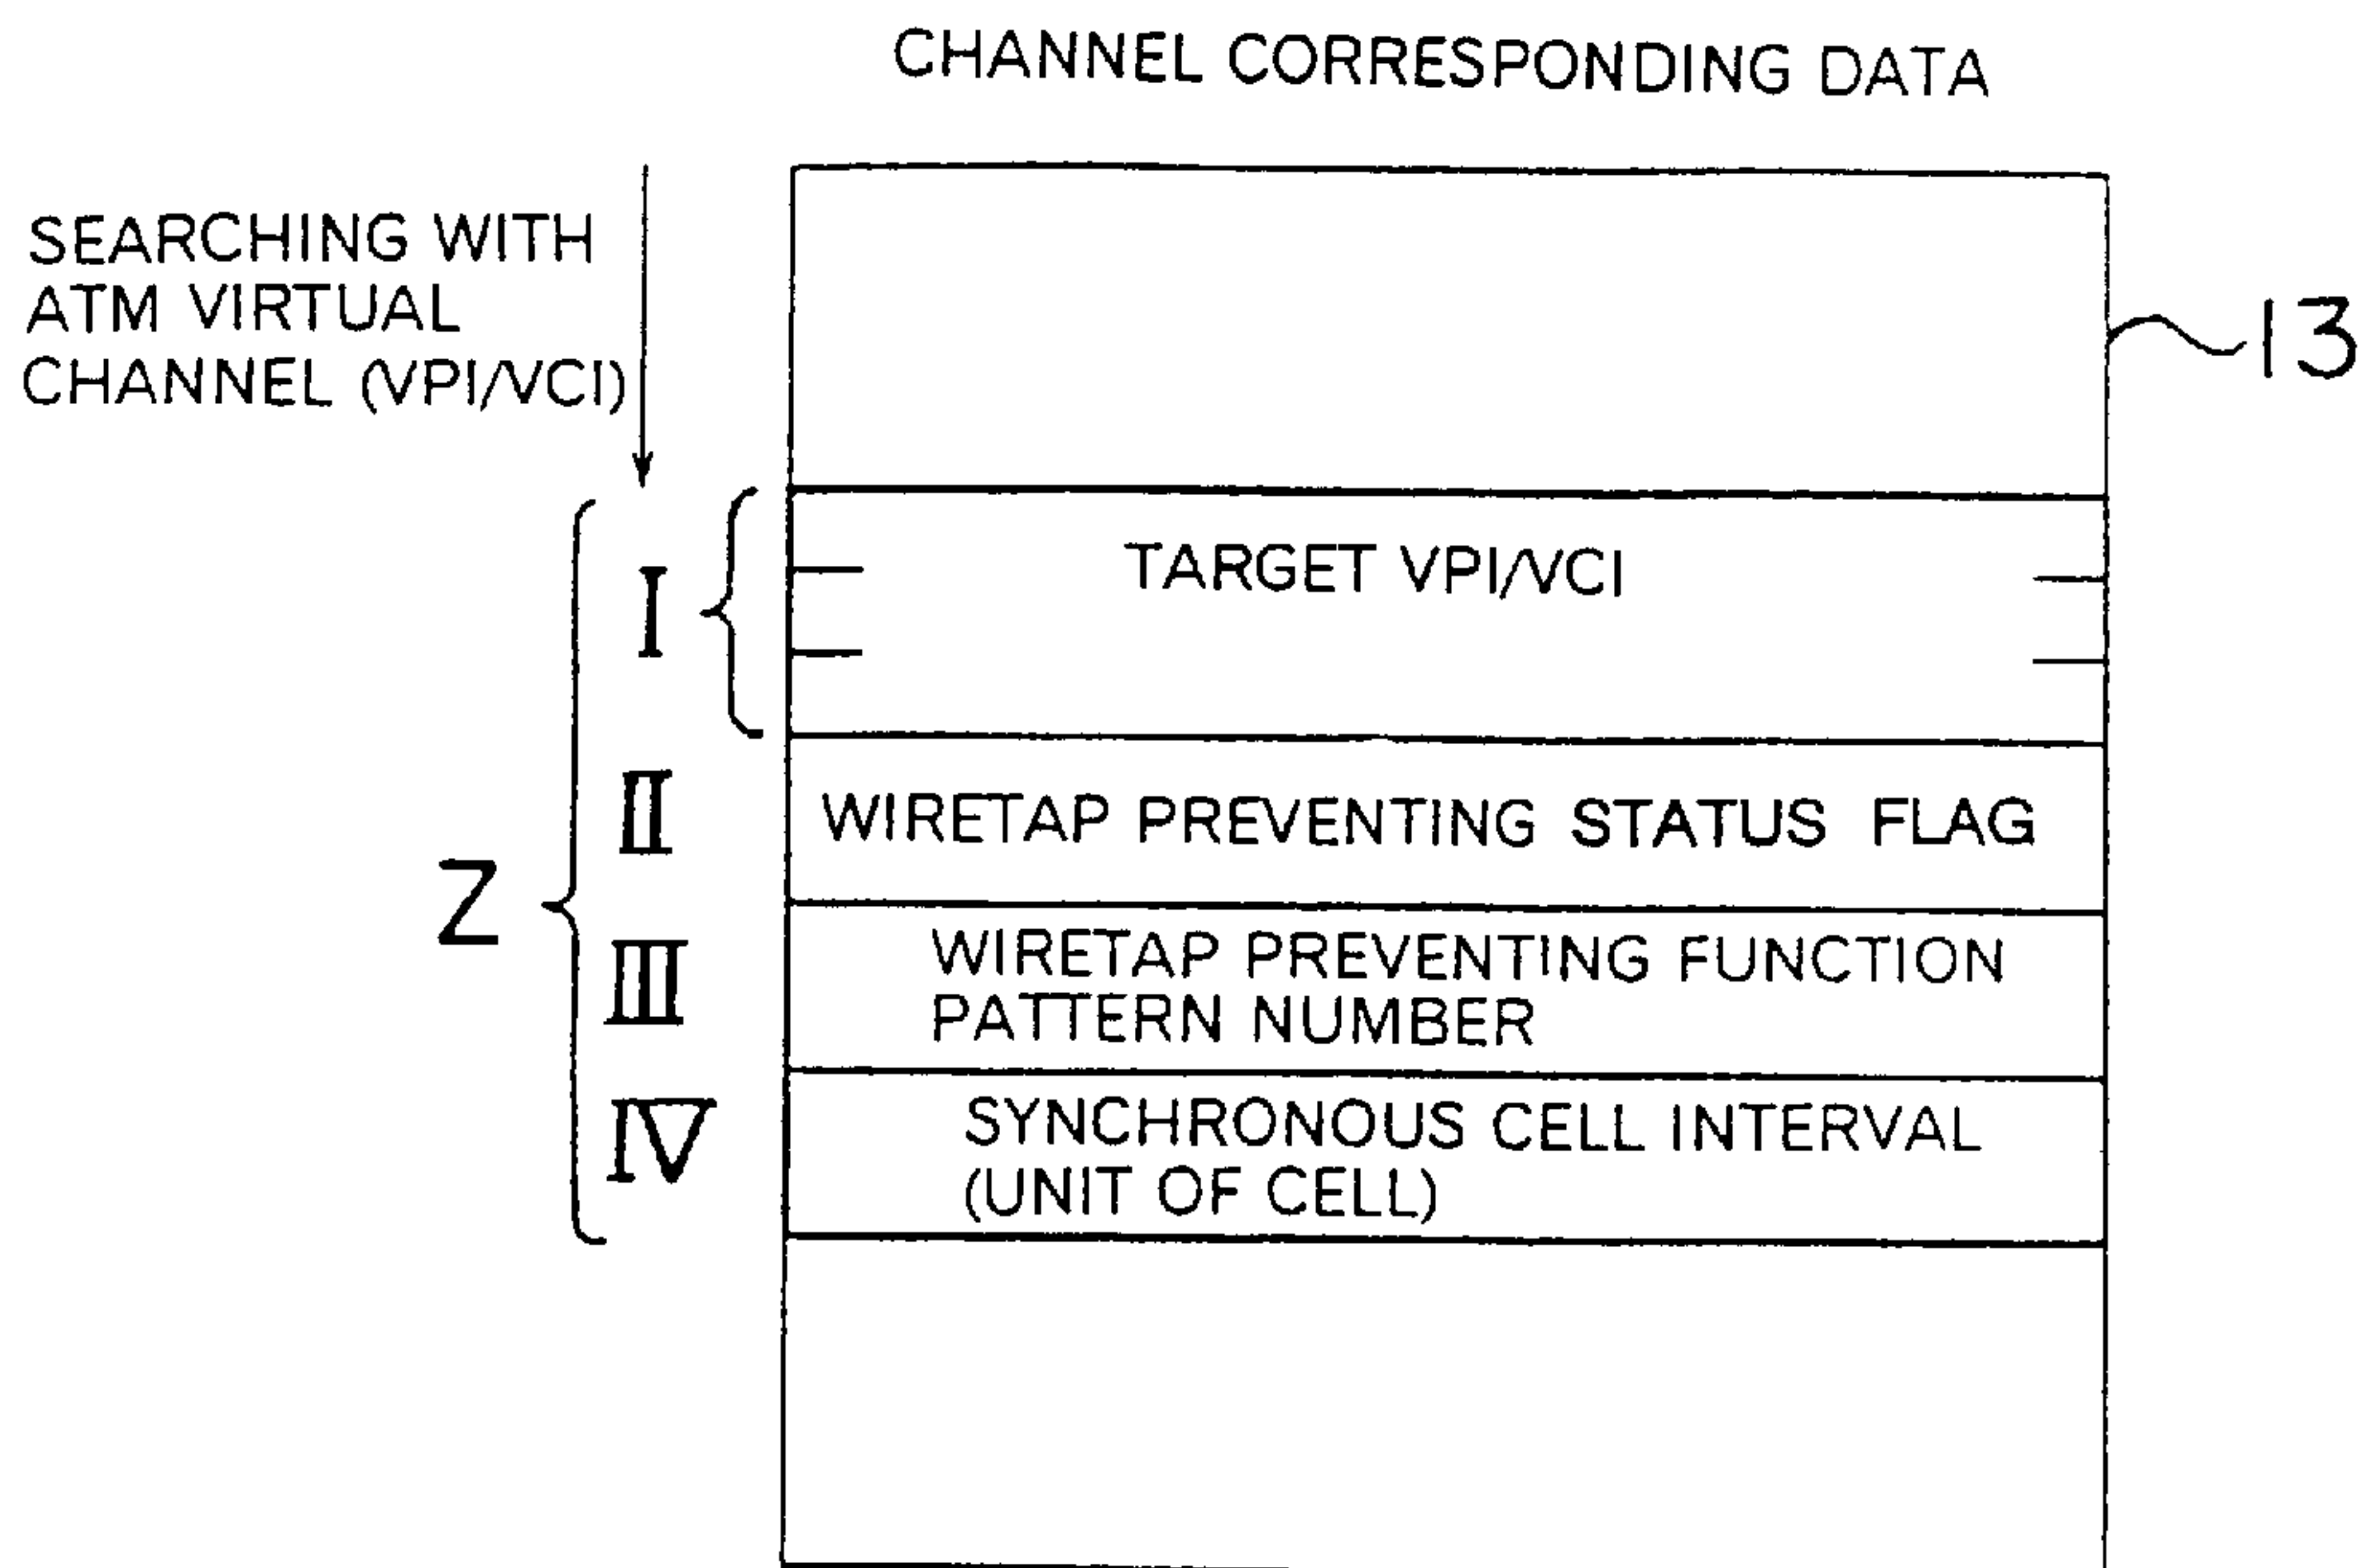 CHANNEL CORRESPONDING DATA
SEARCHING WITH
ATM VIRTUAL
CHANNEL (VPI/VCI)
13
I
TARGET VPI/VCI
II
WIRETAP PREVENTING STATUS FLAG
Z
III
WIRETAP PREVENTING FUNCTION
PATTERN NUMBER
IV
SYNCHRONOUS CELL INTERVAL
(UNIT OF CELL)